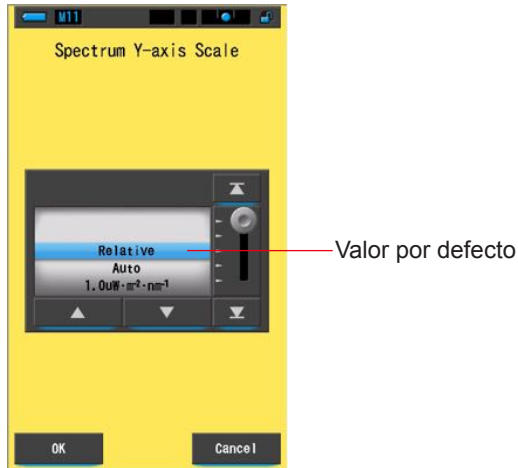 M11
Spectrum Y-axis Scale
Relative
Valor por defecto
Auto
1.0uW·m⁻²·nm⁻¹
OK Cancel